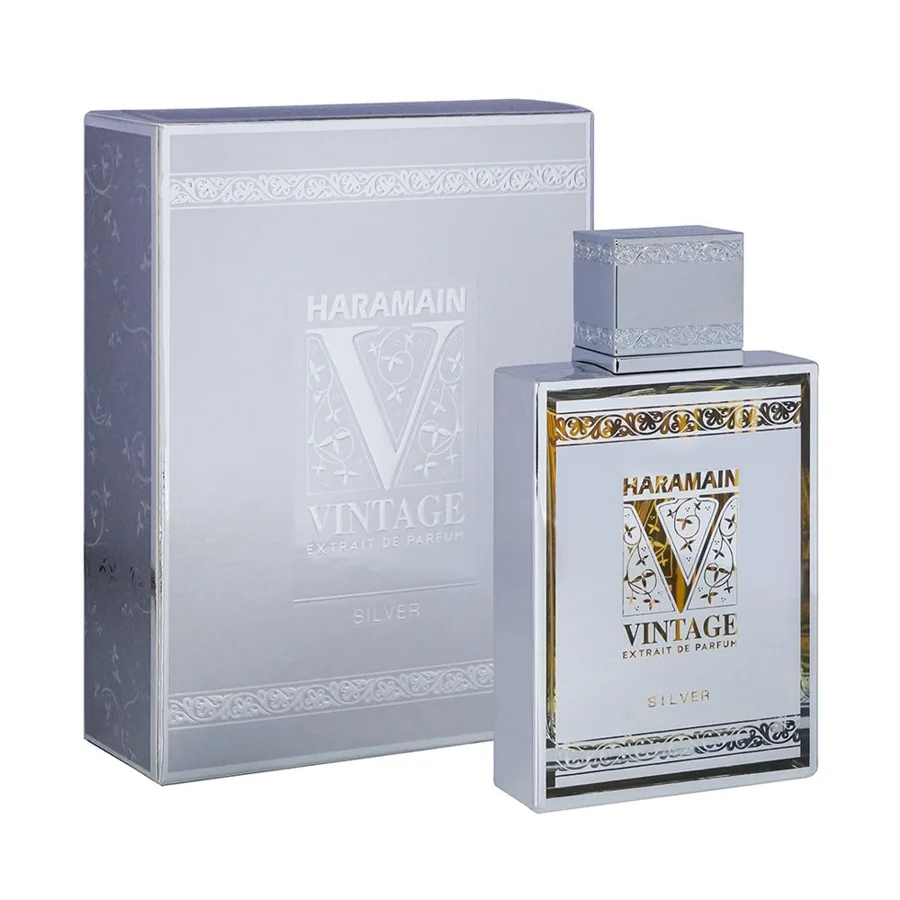 HARAMAIN
V
VINTAGE
EXTRAIT DE PARFUM
SILVER
HARAMAIN
V
VINTAGE
EXTRAIT DE PARFUM
SILVER